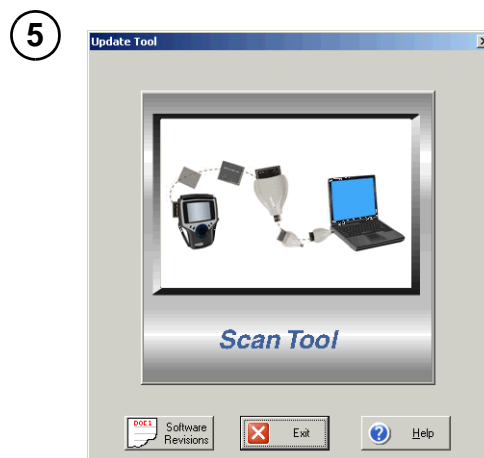 5
Update Tool
Scan Tool
DOC1
Software
Revisions
Exit
Help